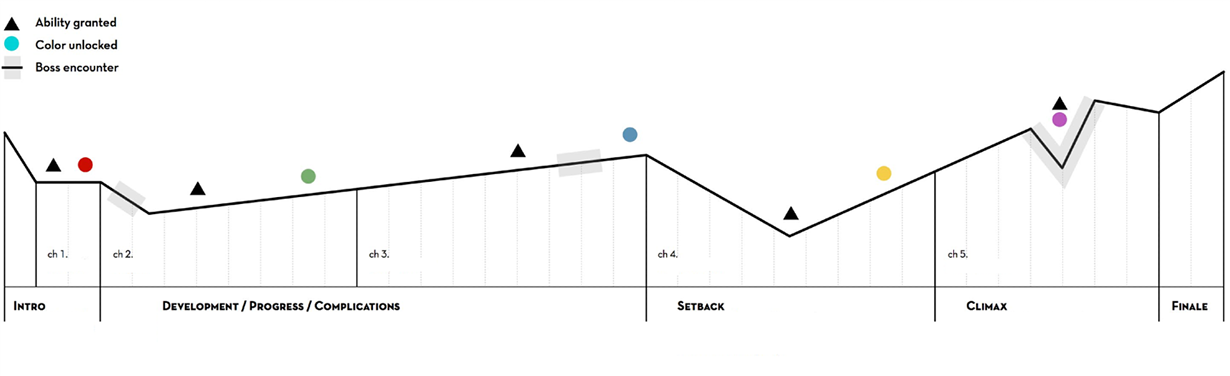 Ability granted
Color unlocked
Boss encounter
ch 1.
ch 2.
ch 3.
ch 4.
ch 5.
INTRO
DEVELOPMENT / PROGRESS / COMPLICATIONS
SETBACK
CLIMAX
FINALE